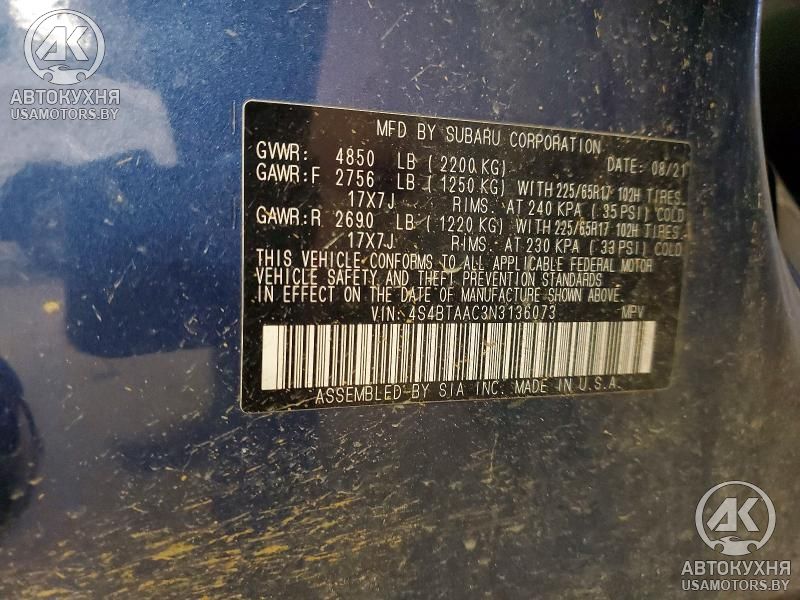 AK
АВТОКУХНЯ
USAMOTORS.BY
MFD BY SUBARU CORPORATION
GVWR: 4850 LB (2200 KG) DATE: 08/21
GAWR:F 2756 LB (1250 KG) WITH 225/65R17 102H TIRES
17X7J RIMS. AT 240 KPA (35 PSI) COLD
GAWR:R 2690 LB (1220 KG) WITH 225/65R17 102H TIRES
17X7J RIMS. AT 230 KPA (33 PSI) COLD
THIS VEHICLE CONFORMS TO ALL APPLICABLE FEDERAL MOTOR
VEHICLE SAFETY AND THEFT PREVENTION STANDARDS
IN EFFECT ON THE DATE OF MANUFACTURE SHOWN ABOVE.
VIN: 4S4BTAAC3N3136073 MPV
ASSEMBLED BY SIA INC. MADE IN U.S.A.
AK
АВТОКУХНЯ
USAMOTORS.BY